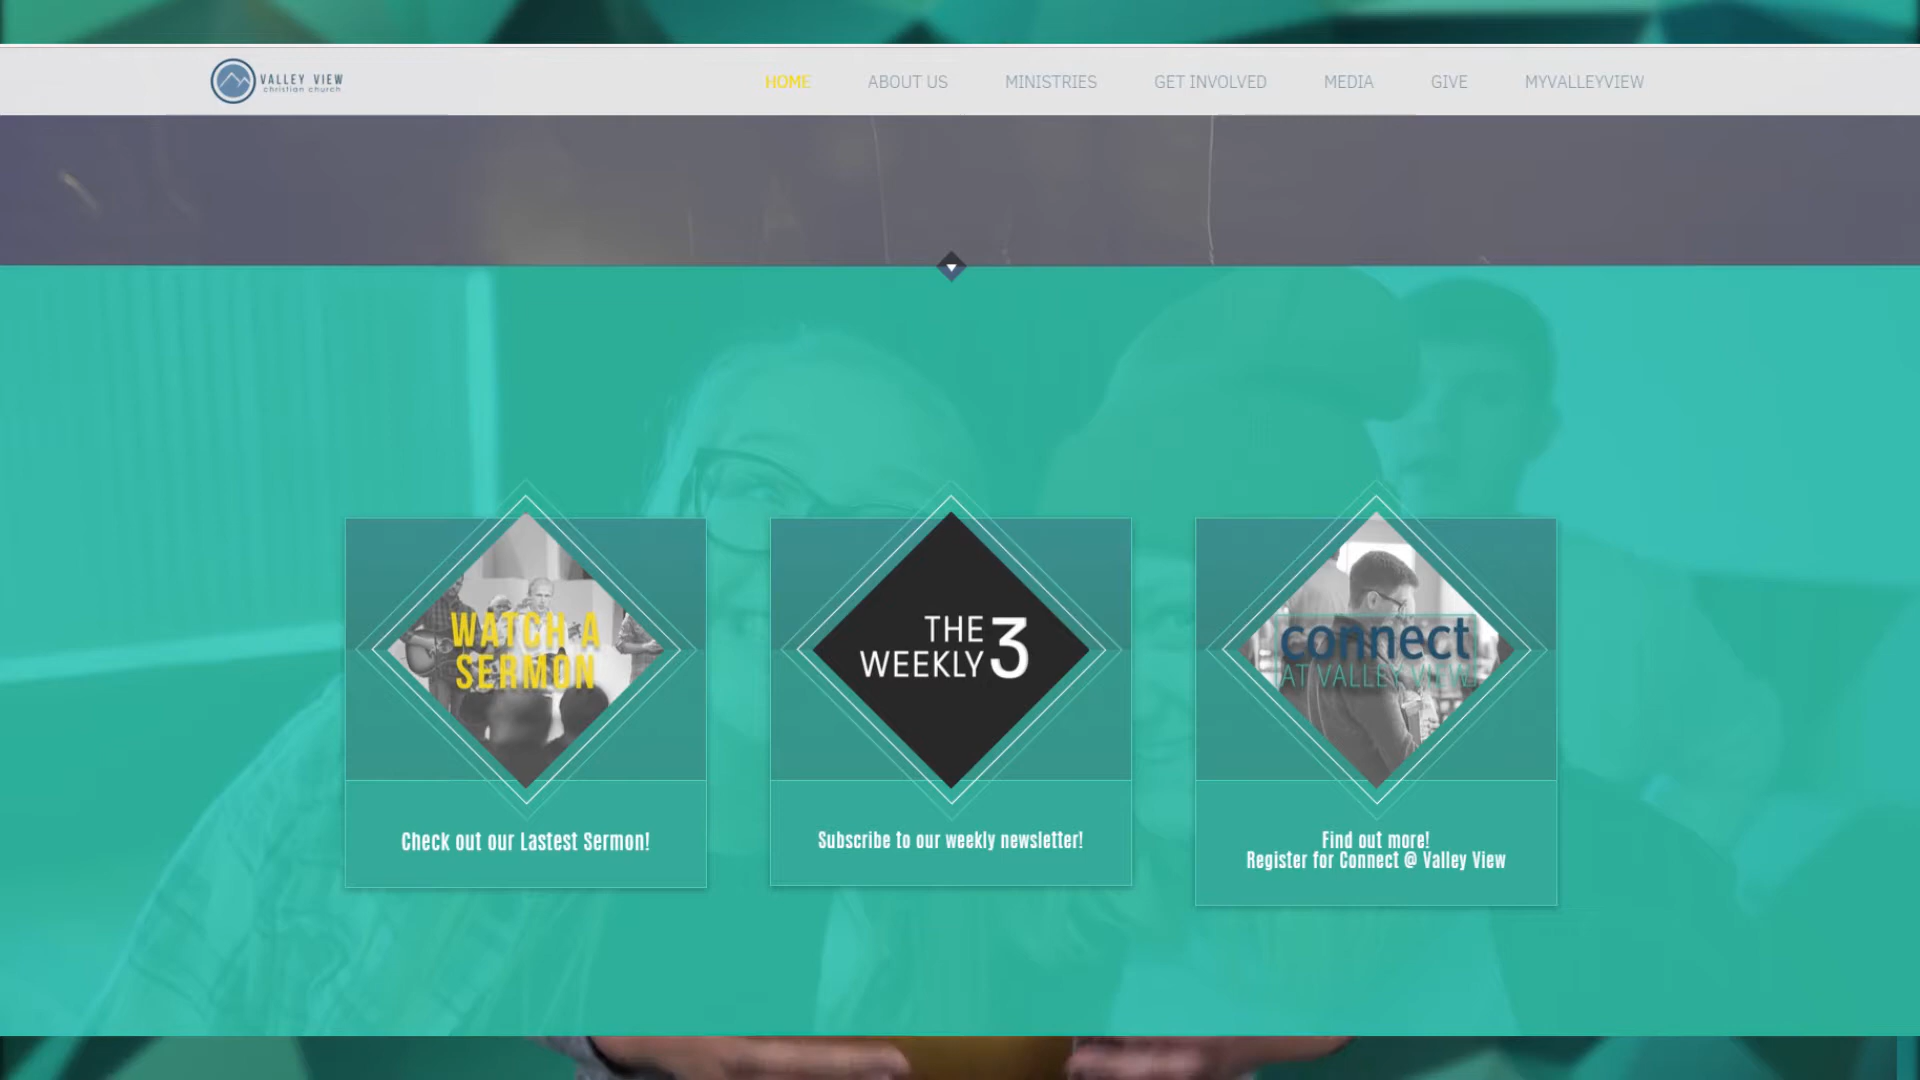 VALLEY VIEW
christian church
HOME
ABOUT US
MINISTRIES
GET INVOLVED
MEDIA
GIVE
MYVALLEYVIEW
WATCH A
SERMON
THE
WEEKLY 3
connect
AT VALLEY VIEW
Check out our Lastest Sermon!
Subscribe to our weekly newsletter!
Find out more!
Register for Connect @ Valley View